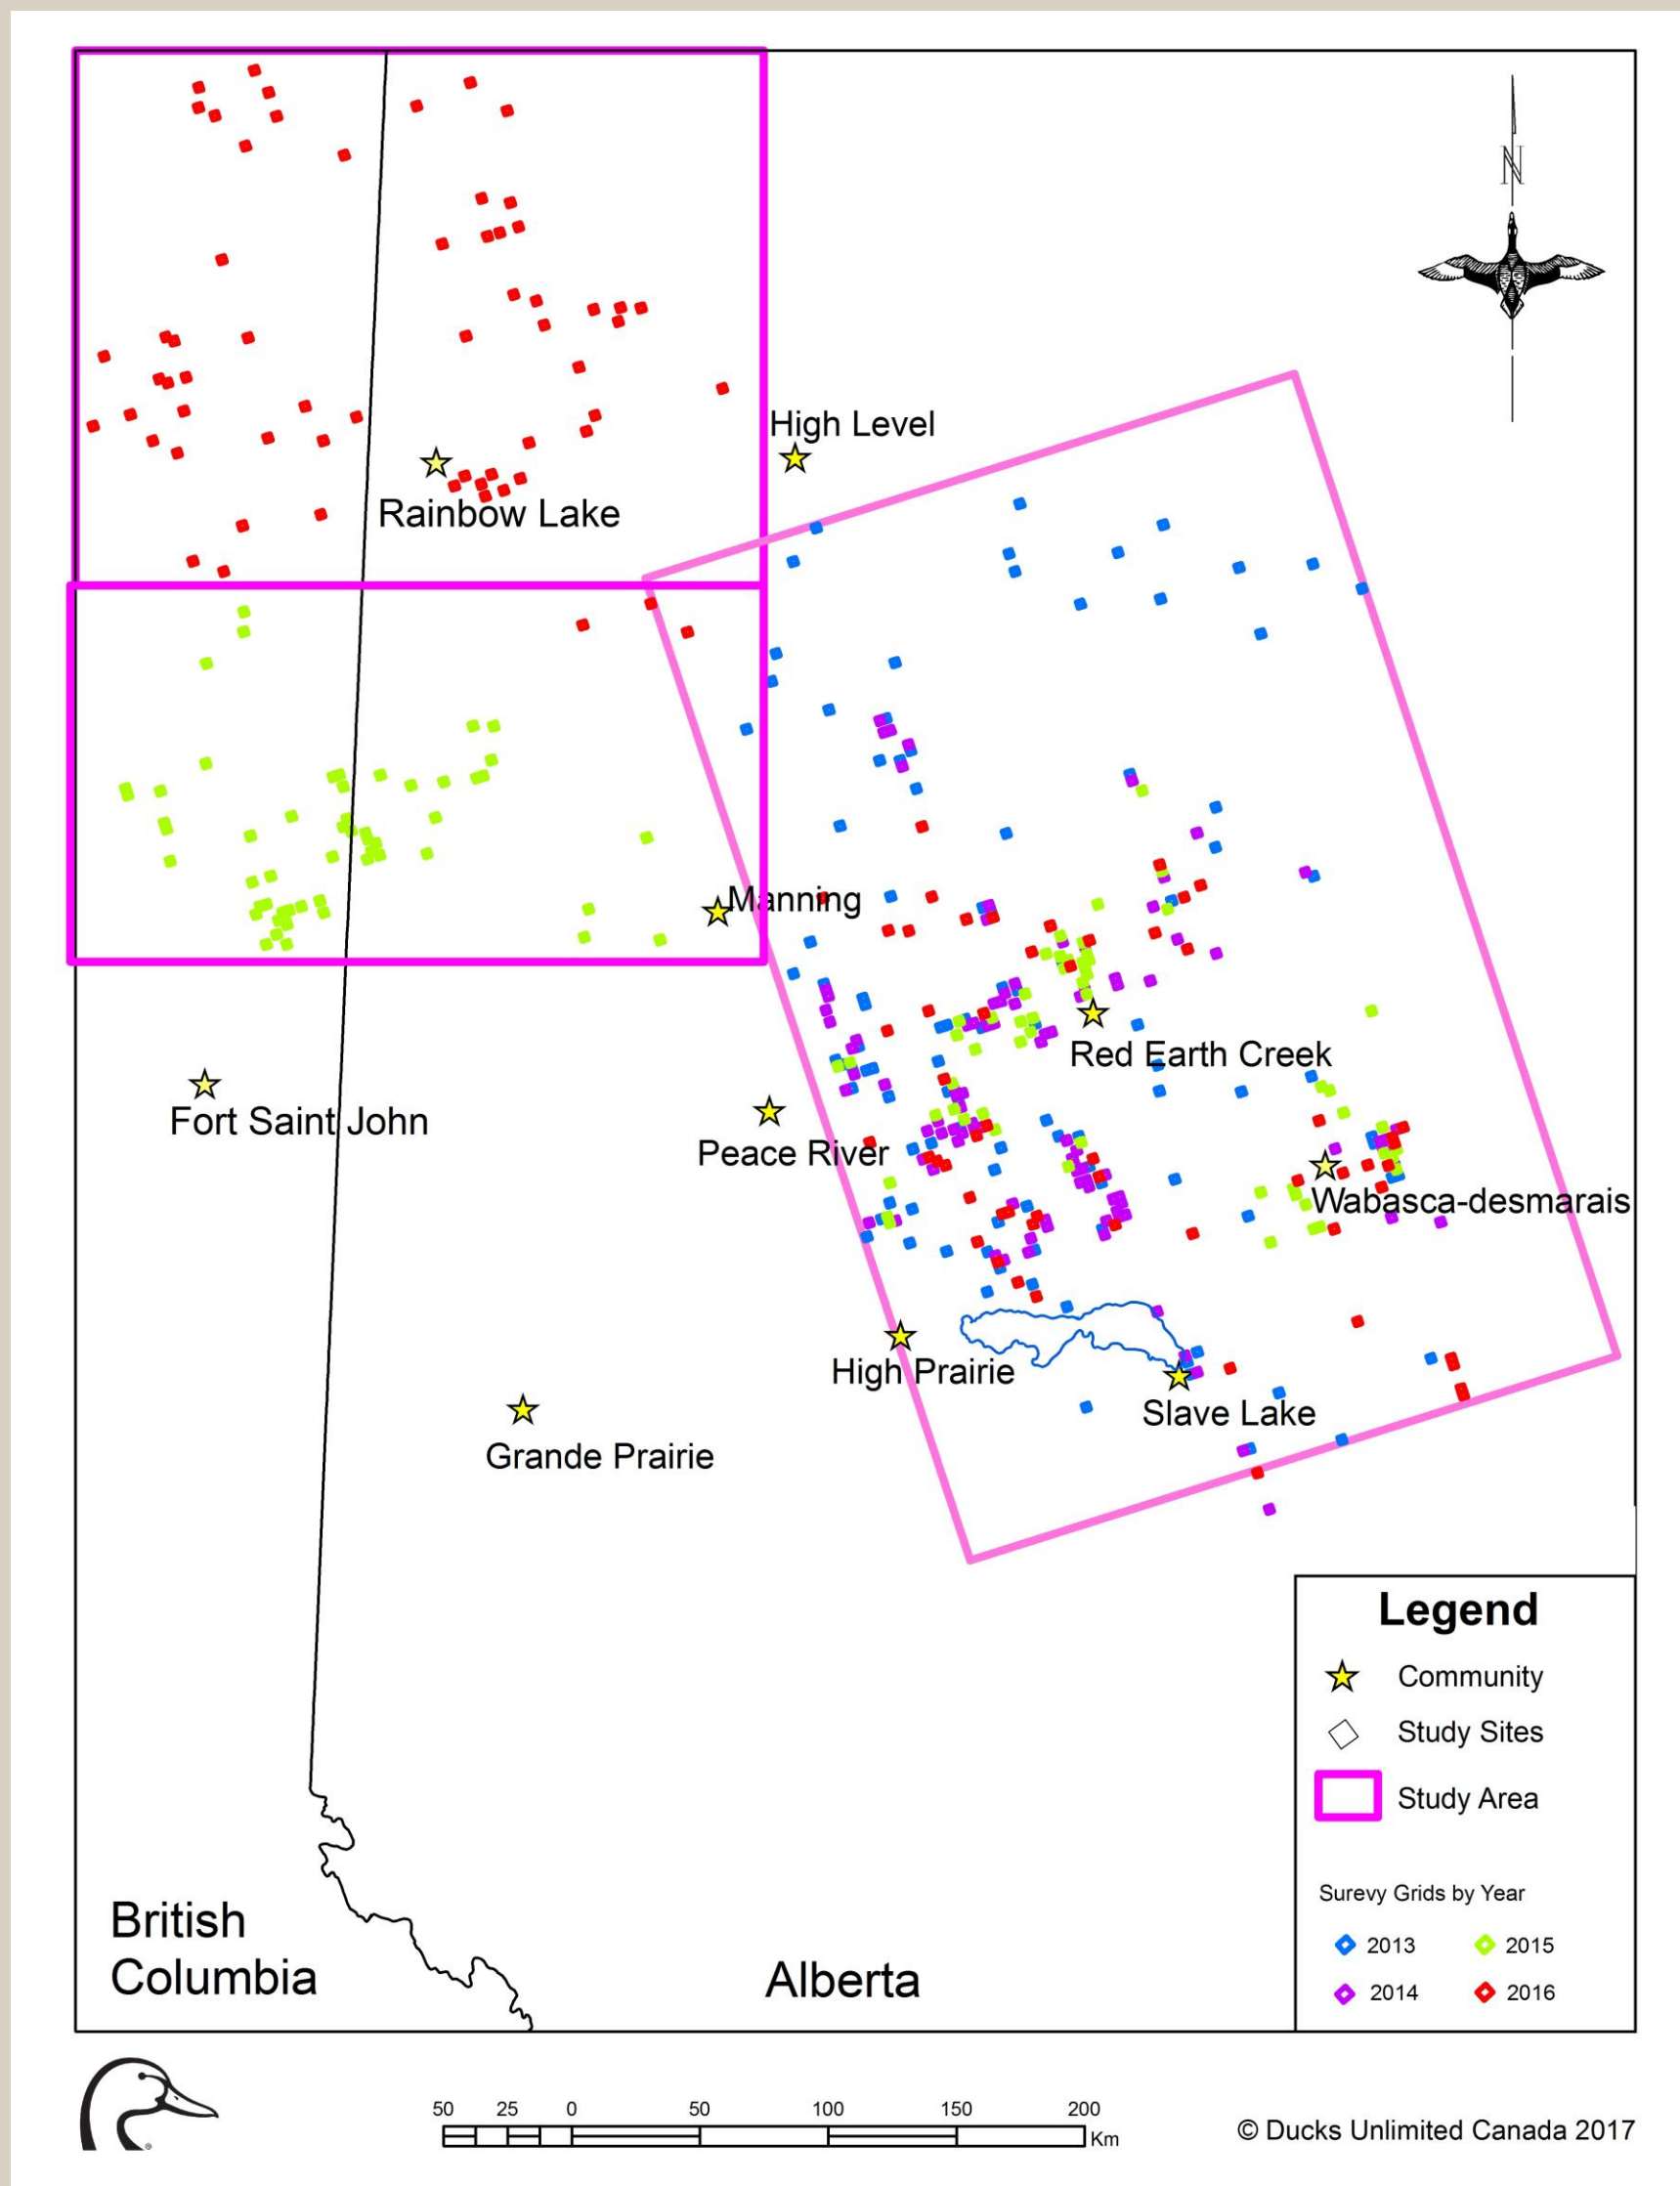 N
High Level
Rainbow Lake
Manning
Red Earth Creek
Fort Saint John
Peace River
Wabasca-desmarais
High Prairie
Slave Lake
Grande Prairie
Legend
Community
Study Sites
Study Area
Surevy Grids by Year
2013 2015
2014 2016
British
Columbia
Alberta
50 25 0 50 100 150 200
Km
® 
© Ducks Unlimited Canada 2017